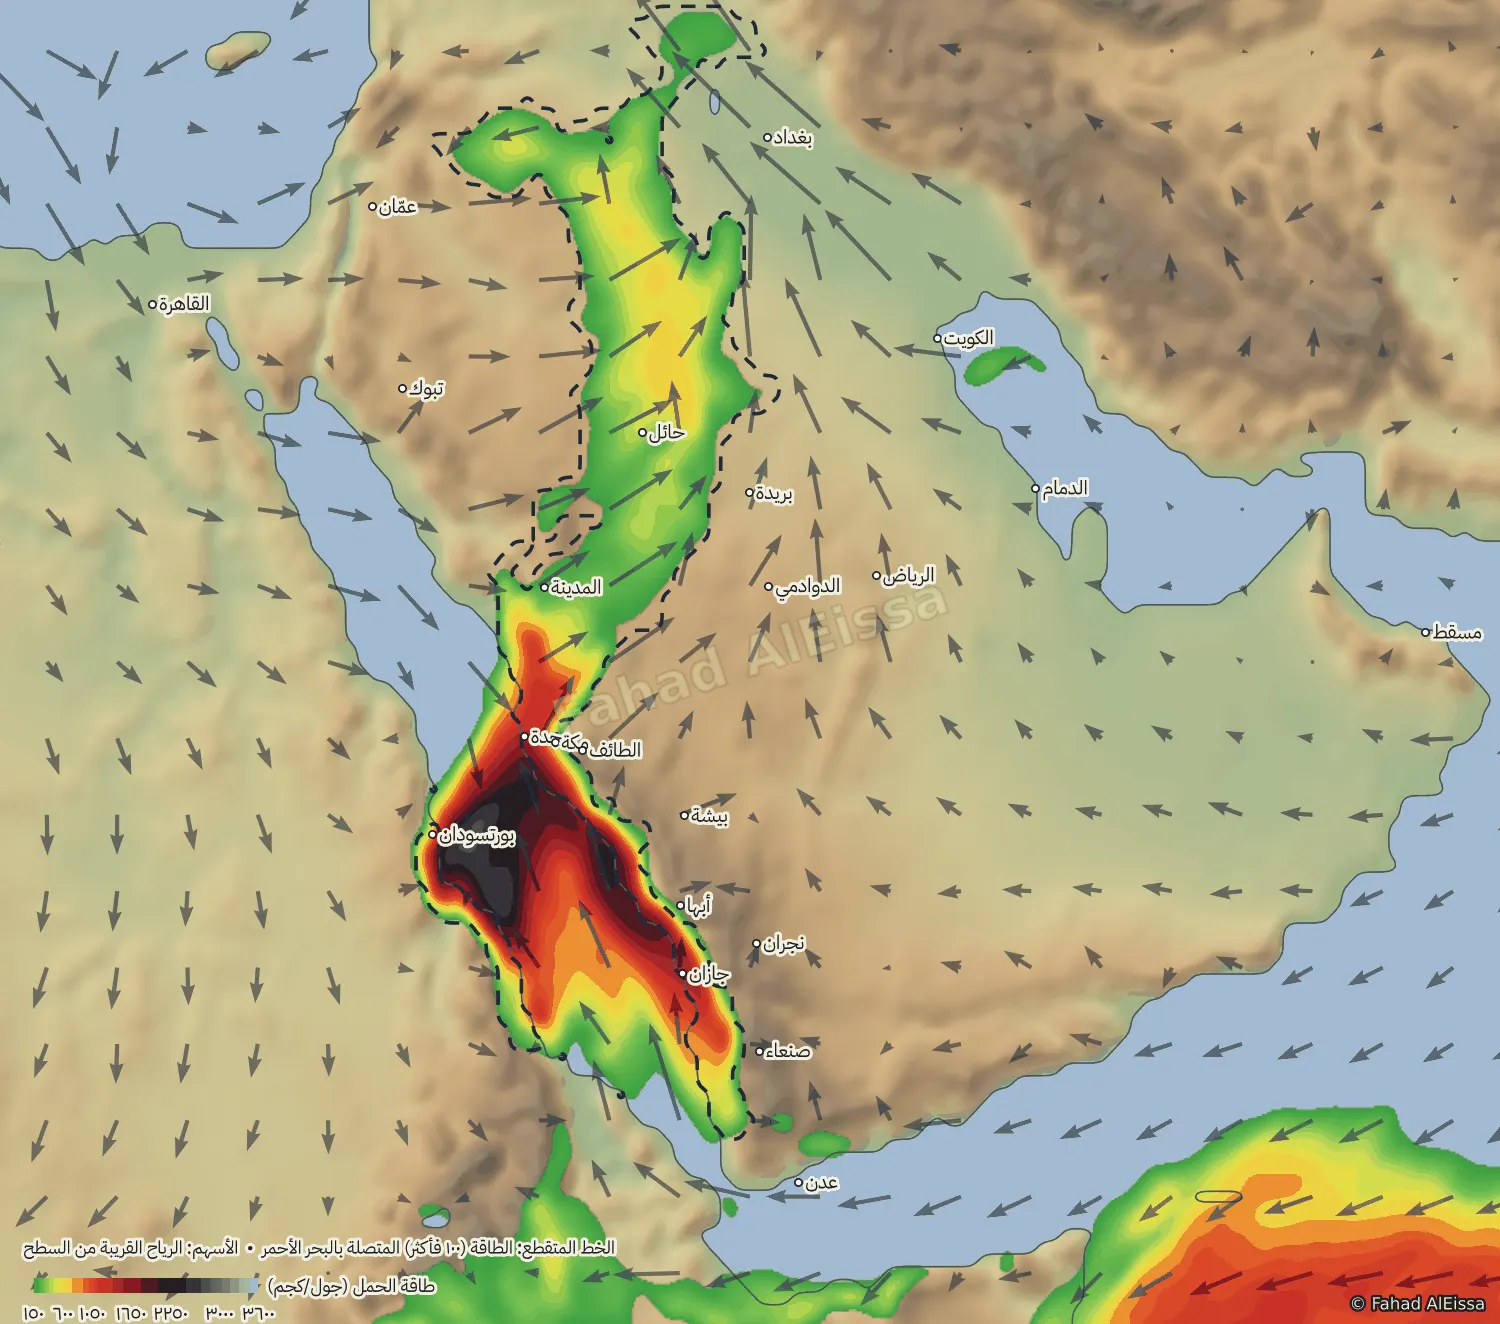 بغداد
عمّان
القاهرة
الكويت
تبوك
حائل
بريدة
الدمام
الرياض
الدوادمي
المدينة
مسقط
Fahad AlEissa
جدة
مكة
الطائف
بيشة
بورتسودان
أبها
نجران
جازان
صنعاء
عدن
الخط المتقطع: الطاقة (١٠٠ فأكثر) المتصلة بالبحر الأحمر • الأسهم: الرياح القريبة من السطح
طاقة الحمل (جول/كجم)
١٥٠ ٦٠٠ ١٠٥٠ ١٦٥٠ ٢٢٥٠ ٣٠٠٠ ٣٦٠٠
© Fahad AlEissa